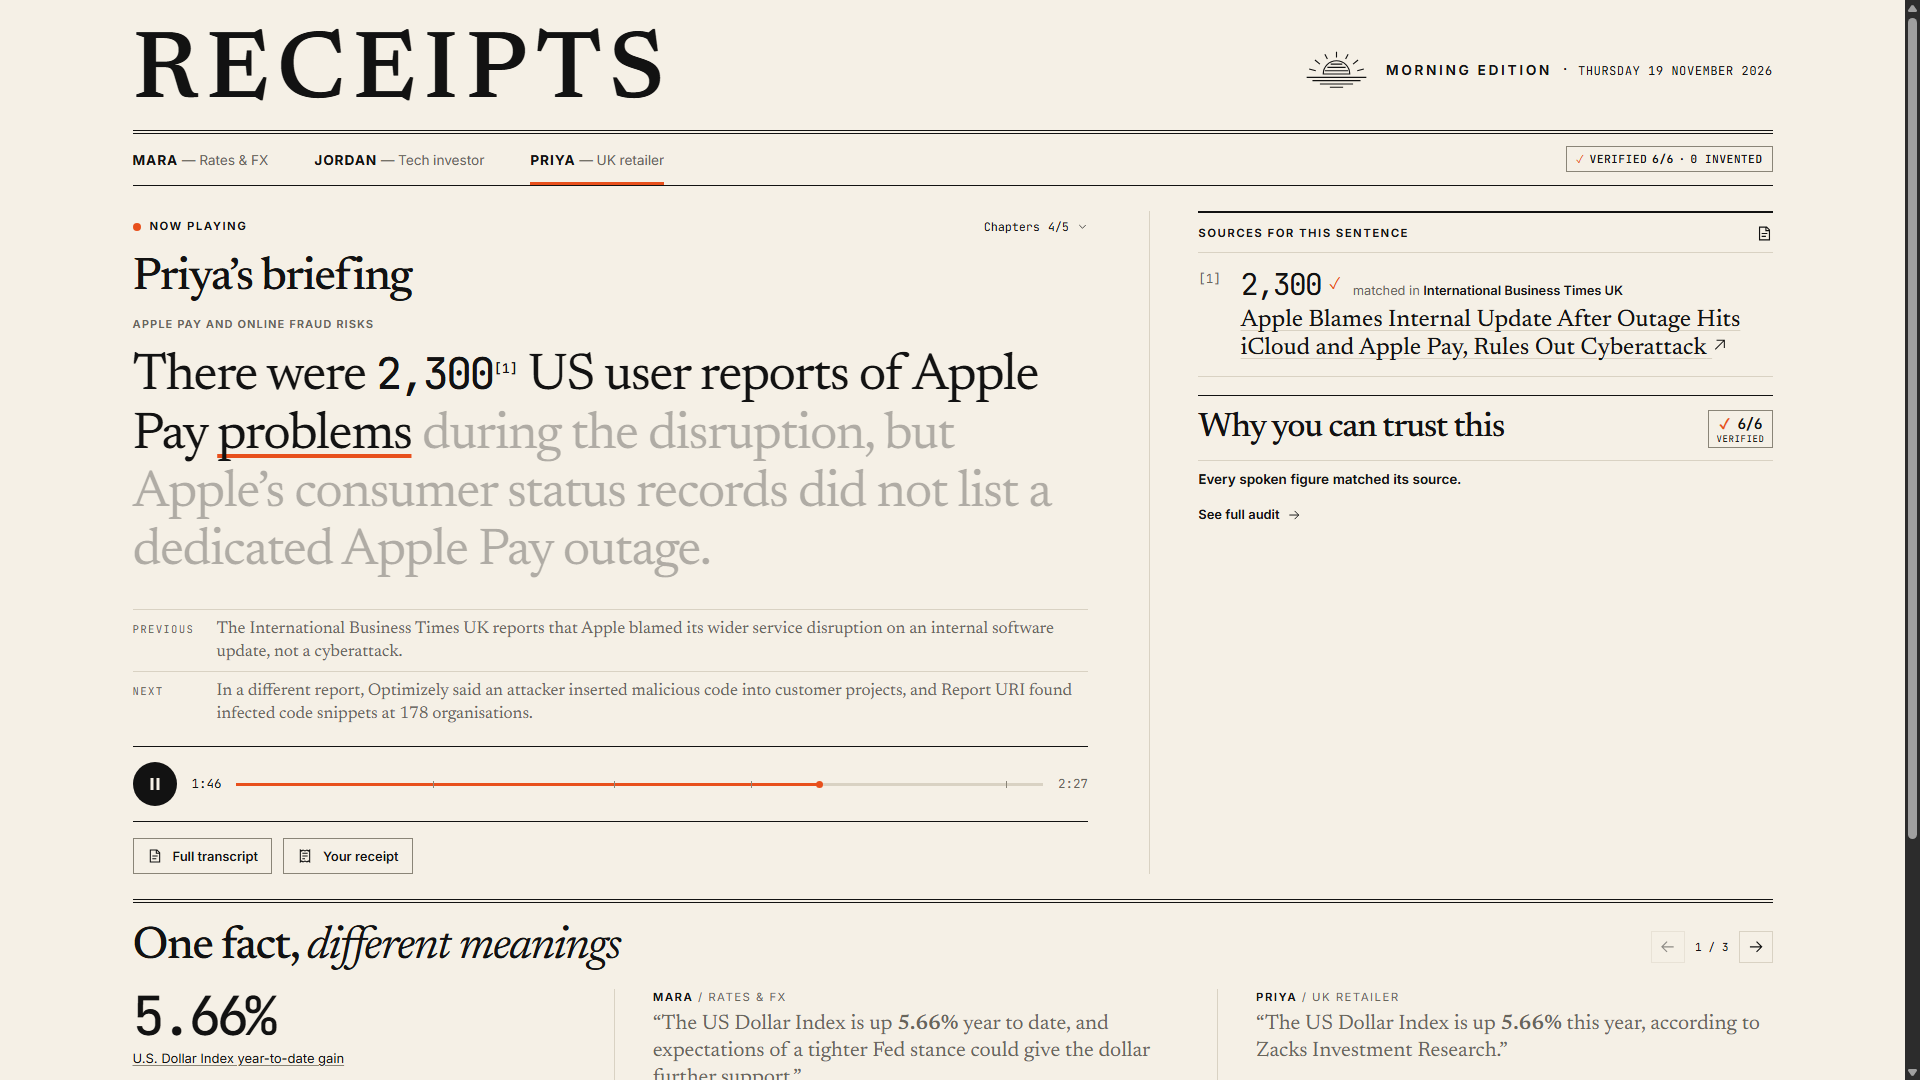 RECEIPTS
MORNING EDITION · THURSDAY 19 NOVEMBER 2026
MARA — Rates & FX
JORDAN — Tech investor
PRIYA — UK retailer
✓ VERIFIED 6/6 · 0 INVENTED
NOW PLAYING
Chapters 4/5
Priya’s briefing
APPLE PAY AND ONLINE FRAUD RISKS
There were 2,300[1] US user reports of Apple
Pay problems during the disruption, but
Apple’s consumer status records did not list a
dedicated Apple Pay outage.
PREVIOUS
The International Business Times UK reports that Apple blamed its wider service disruption on an internal software
update, not a cyberattack.
NEXT
In a different report, Optimizely said an attacker inserted malicious code into customer projects, and Report URI found
infected code snippets at 178 organisations.
1:46
2:27
Full transcript
Your receipt
SOURCES FOR THIS SENTENCE
[1] 2,300 ✓ matched in International Business Times UK
Apple Blames Internal Update After Outage Hits
iCloud and Apple Pay, Rules Out Cyberattack ↗
Why you can trust this
✓ 6/6
VERIFIED
Every spoken figure matched its source.
See full audit →
One fact, different meanings
← 1 / 3 →
5.66%
U.S. Dollar Index year-to-date gain
MARA / RATES & FX
“The US Dollar Index is up 5.66% year to date, and
expectations of a tighter Fed stance could give the dollar
further support.”
PRIYA / UK RETAILER
“The US Dollar Index is up 5.66% this year, according to
Zacks Investment Research.”